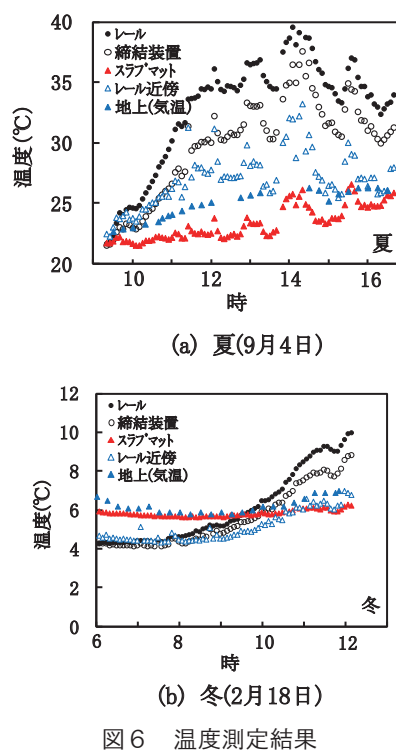 40
35
30
25
20
温度(℃)
レール
締結装置
スラブマット
レール近傍
地上(気温)
夏
10 12 14 16
時
(a) 夏(9月4日)
12
10
8
6
4
2
0
温度(℃)
レール
締結装置
スラブマット
レール近傍
地上(気温)
冬
6 8 10 12
時
(b) 冬(2月18日)
図6 温度測定結果